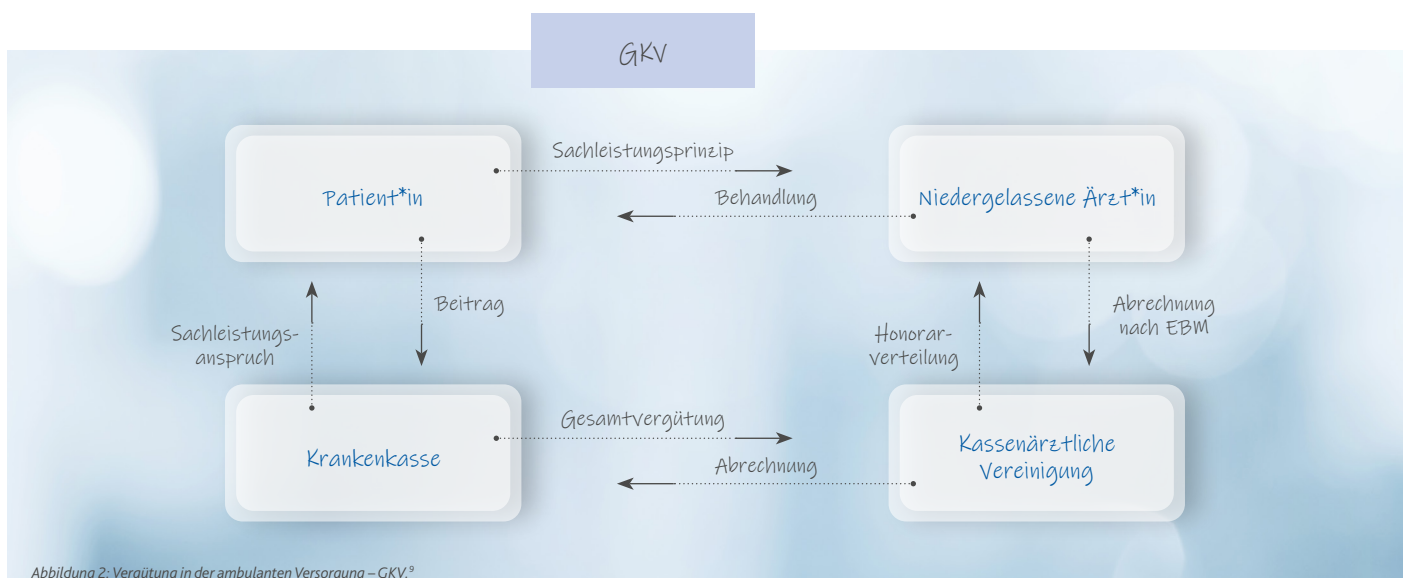 GKV
Sachleistungsprinzip
Patient*in
Behandlung
Niedergelassene Ärzt*in
Beitrag
Sachleistungs-
anspruch
Honorar-
verteilung
Abrechnung
nach EBM
Gesamtvergütung
Krankenkasse
Abrechnung
Kassenärztliche
Vereinigung
Abbildung 2: Vergütung in der ambulanten Versorgung – GKV.⁹